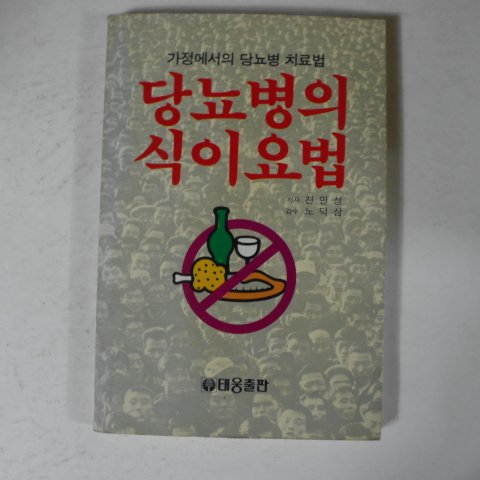 가정에서의 당뇨병 치료법
당뇨병의
식이요법
저자 진민성
감수 노덕삼
태웅출판